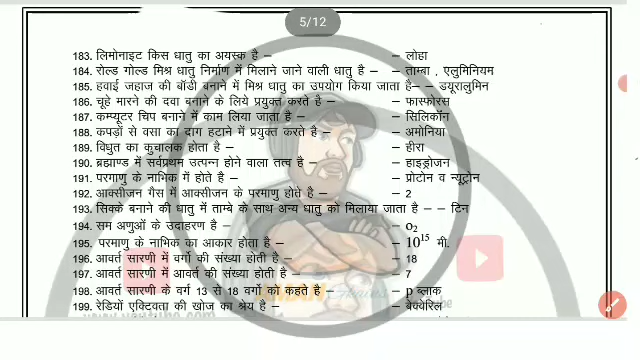 5/12
183. लिमोनाइट किस धातु का अयस्क है – – लोहा
184. रोल्ड गोल्ड मिश्र धातु निर्माण में मिलाने जाने वाली धातु है – – ताम्बा , एलुमिनियम
185. हवाई जहाज की बॉडी बनाने में मिश्र धातु का उपयोग किया जाता है– – डयूरालुमिन
186. चूहे मारने की दवा बनाने के लिये प्रयुक्त करते है – – फास्फोरस
187. कम्प्यूटर चिप बनाने में काम लिया जाता है – – सिलिकॉन
188. कपड़ों से वसा का दाग हटाने में प्रयुक्त करते है – – अमोनिया
189. विधुत का कुचालक होता है – – हीरा
190. ब्रह्माण्ड में सर्वप्रथम उत्पन्न होने वाला तत्व है – – हाइड्रोजन
191. परमाणु के नाभिक में होते है – – प्रोटोन व न्यूट्रोन
192. आक्सीजन गैस में आक्सीजन के परमाणु होते है – – 2
193. सिक्के बनाने की धातु में ताम्बे के साथ अन्य धातु को मिलाया जाता है – – टिन
194. सम अणुओं के उदाहरण है – – o₂
195. परमाणु के नाभिक का आकार होता है – – 10¹⁵ मी.
196. आवर्त सारणी में वर्गो की संख्या होती है – – 18
197. आवर्त सारणी में आवर्त की संख्या होती है – – 7
198. आवर्त सारणी के वर्ग 13 से 18 वर्गो को कहते है – – p ब्लाक
199. रेडियों एक्टिवता की खोज का श्रेय है – – बेक्वेरिल